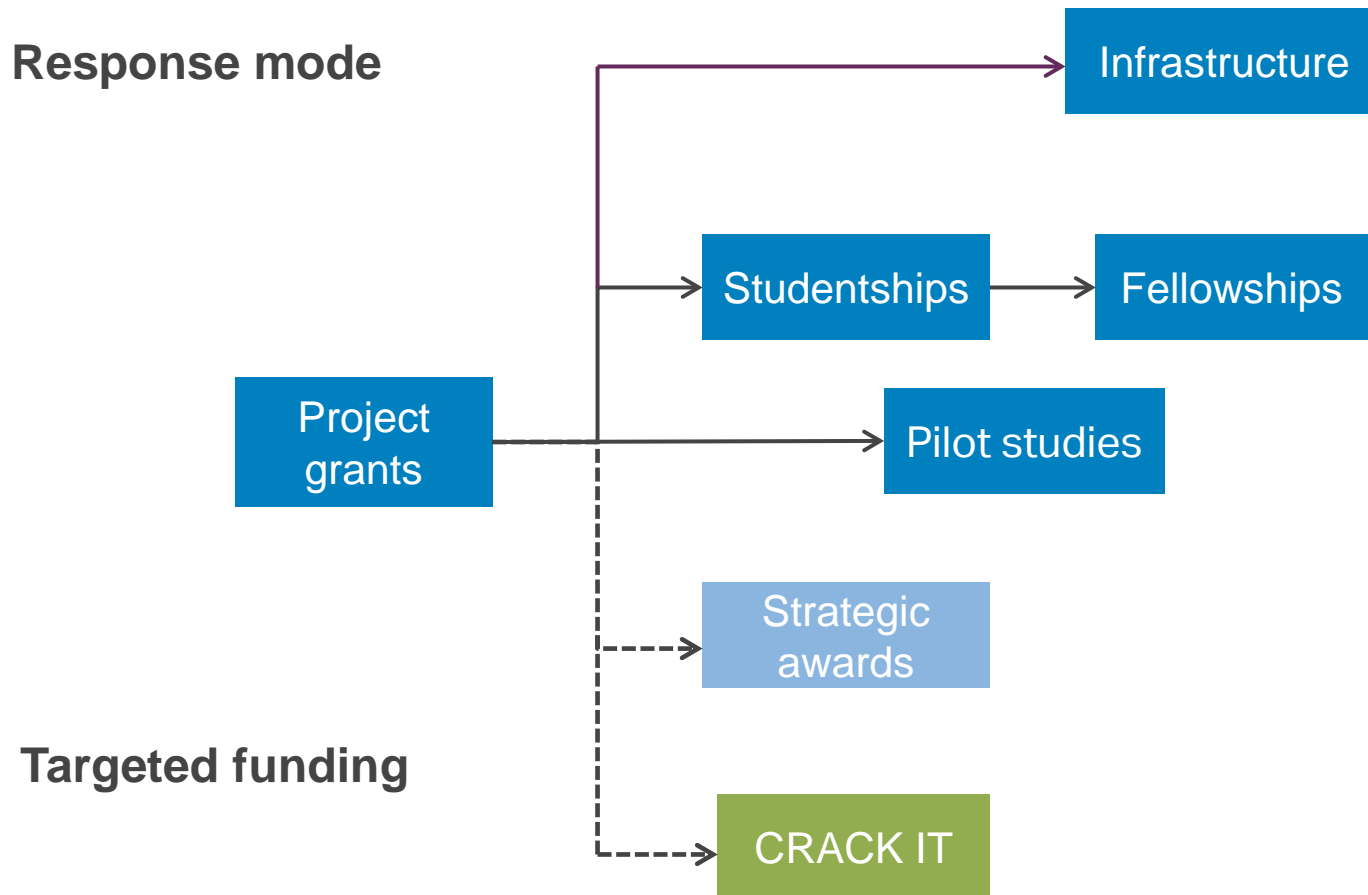 Response mode
Infrastructure
Studentships
Fellowships
Project
grants
Pilot studies
Strategic
awards
Targeted funding
CRACK IT